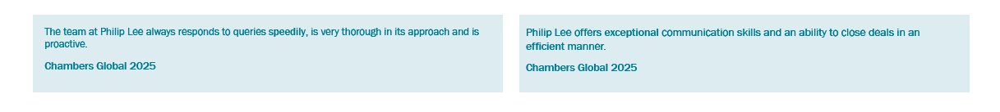 The team at Philip Lee always responds to queries speedily, is very thorough in its approach and is
proactive.
Chambers Global 2025
Philip Lee offers exceptional communication skills and an ability to close deals in an
efficient manner.
Chambers Global 2025